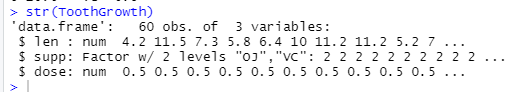 > str(ToothGrowth)
'data.frame':   60 obs. of  3 variables:
 $ len : num  4.2 11.5 7.3 5.8 6.4 10 11.2 11.2 5.2 7 ...
 $ supp: Factor w/ 2 levels "OJ","VC": 2 2 2 2 2 2 2 2 2 2 ...
 $ dose: num  0.5 0.5 0.5 0.5 0.5 0.5 0.5 0.5 0.5 0.5 ...
>